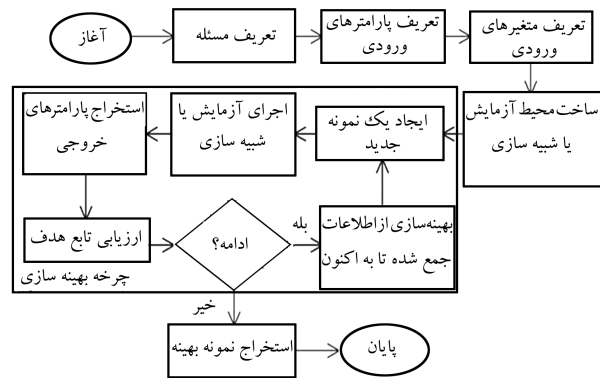 آغاز
تعریف مسئله
تعریف پارامترهای
ورودی
تعریف متغیرهای
ورودی
ساخت محیط آزمایش
یا شبیه سازی
ایجاد یک نمونه
جدید
اجرای آزمایش یا
شبیه سازی
استخراج پارامترهای
خروجی
ارزیابی تابع هدف
ادامه؟
بله
بهینه‌سازی از اطلاعات
جمع شده تا به اکنون
چرخه بهینه سازی
خیر
استخراج نمونه بهینه
پایان